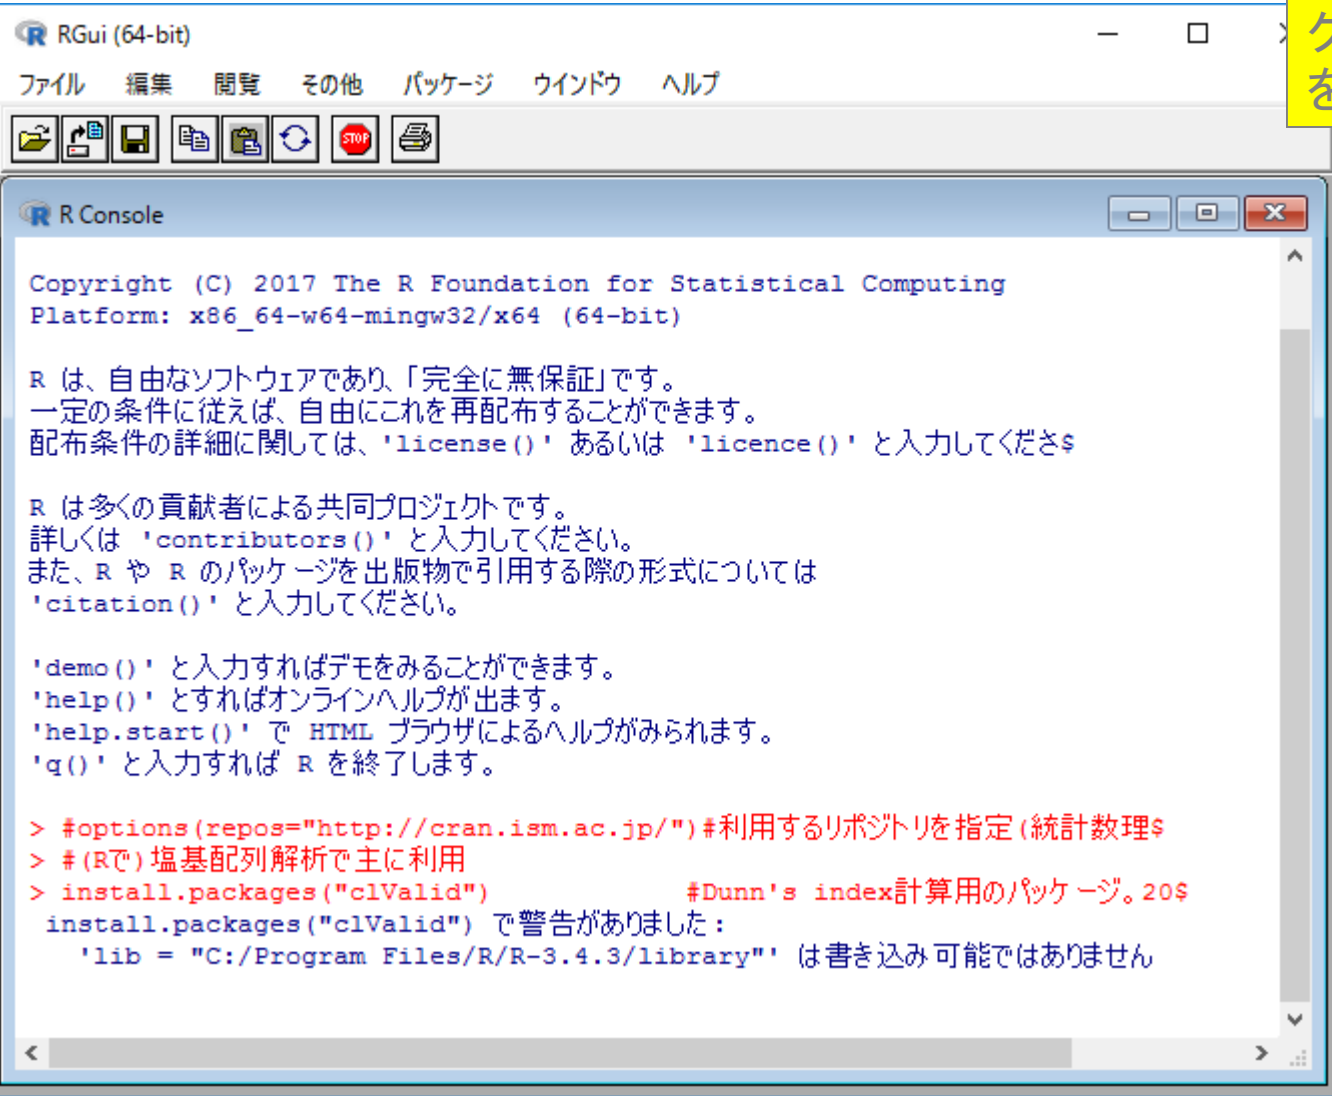 RGui (64-bit)
ファイル 編集 閲覧 その他 パッケージ ウインドウ ヘルプ
STOP
を
R Console
Copyright (C) 2017 The R Foundation for Statistical Computing
Platform: x86_64-w64-mingw32/x64 (64-bit)
R は、自由なソフトウェアであり、「完全に無保証」です。
一定の条件に従えば、自由にこれを再配布することができます。
配布条件の詳細に関しては、'license()' あるいは 'licence()' と入力してくださ$
R は多くの貢献者による共同プロジェクトです。
詳しくは 'contributors()' と入力してください。
また、R や R のパッケージを出版物で引用する際の形式については
'citation()' と入力してください。
'demo()' と入力すればデモをみることができます。
'help()' とすればオンラインヘルプが出ます。
'help.start()' で HTML ブラウザによるヘルプがみられます。
'q()' と入力すれば R を終了します。
> #options(repos="http://cran.ism.ac.jp/")#利用するリポジトリを指定(統計数理$
> #(Rで)塩基配列解析で主に利用
> install.packages("clValid") #Dunn's index計算用のパッケージ。20$
install.packages("clValid") で警告がありました:
'lib = "C:/Program Files/R/R-3.4.3/library"' は書き込み可能ではありません